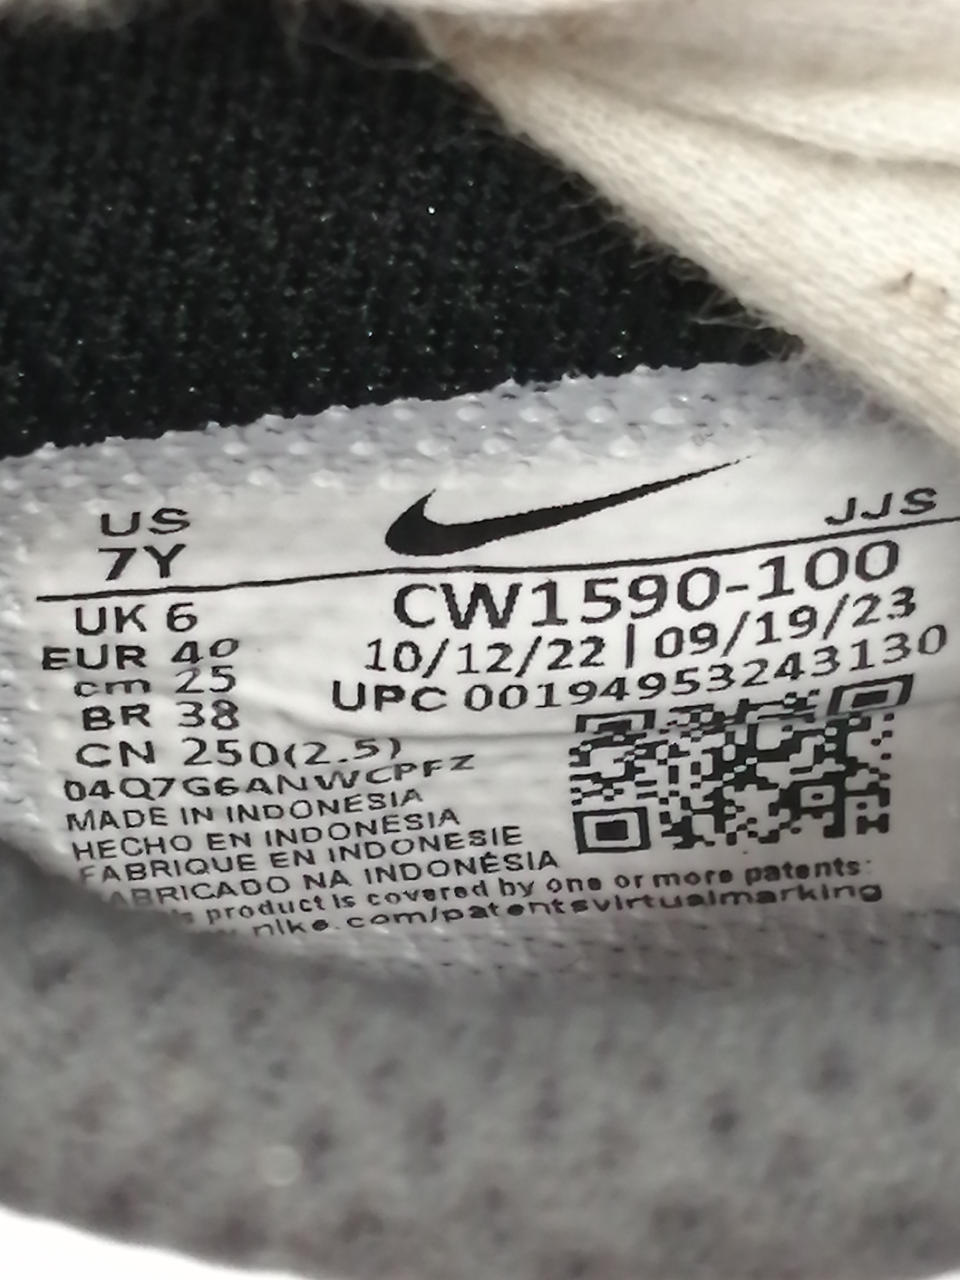 US
7Y
JJS
UK 6
EUR 40
cm 25
BR 38
CN 250(2.5)
CW1590-100
10/12/22 | 09/19/23
UPC 00194953243130
04Q7G6ANWCPFZ
MADE IN INDONESIA
HECHO EN INDONESIA
FABRIQUE EN INDONESIE
FABRICADO NA INDONÉSIA
product is covered by one or more patents:
nike.com/patentsvirtualmarking